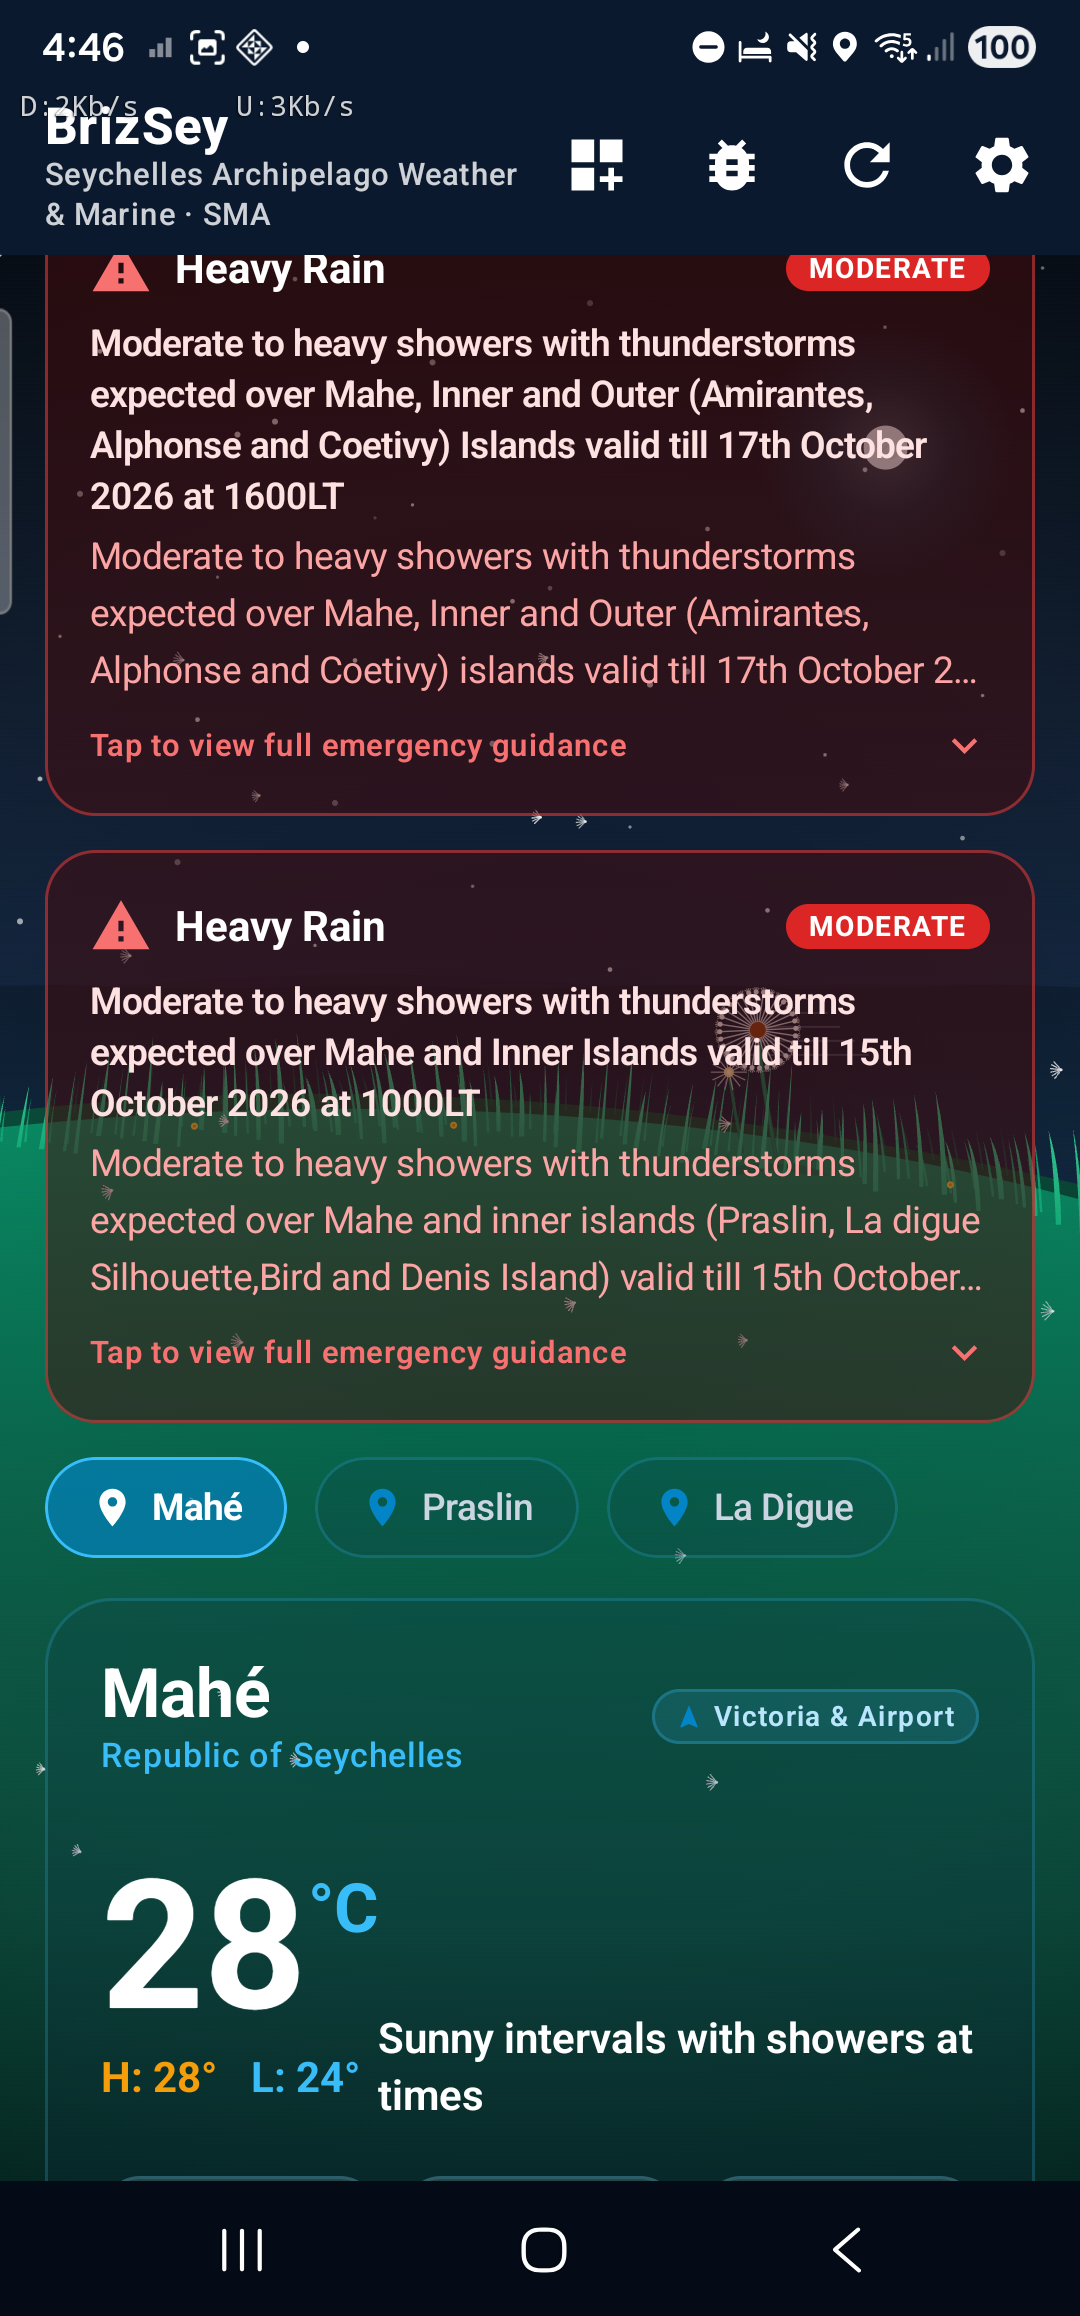 4:46
5
100
D:2Kb/s U:3Kb/s
BrizSey
Seychelles Archipelago Weather
& Marine · SMA
Heavy Rain
MODERATE
Moderate to heavy showers with thunderstorms
expected over Mahe, Inner and Outer (Amirantes,
Alphonse and Coetivy) Islands valid till 17th October
2026 at 1600LT
Moderate to heavy showers with thunderstorms
expected over Mahe, Inner and Outer (Amirantes,
Alphonse and Coetivy) islands valid till 17th October 2...
Tap to view full emergency guidance
Heavy Rain
MODERATE
Moderate to heavy showers with thunderstorms
expected over Mahe and Inner Islands valid till 15th
October 2026 at 1000LT
Moderate to heavy showers with thunderstorms
expected over Mahe and inner islands (Praslin, La digue
Silhouette,Bird and Denis Island) valid till 15th October...
Tap to view full emergency guidance
Mahé
Praslin
La Digue
Mahé
Victoria & Airport
Republic of Seychelles
28°C
H: 28° L: 24°
Sunny intervals with showers at
times